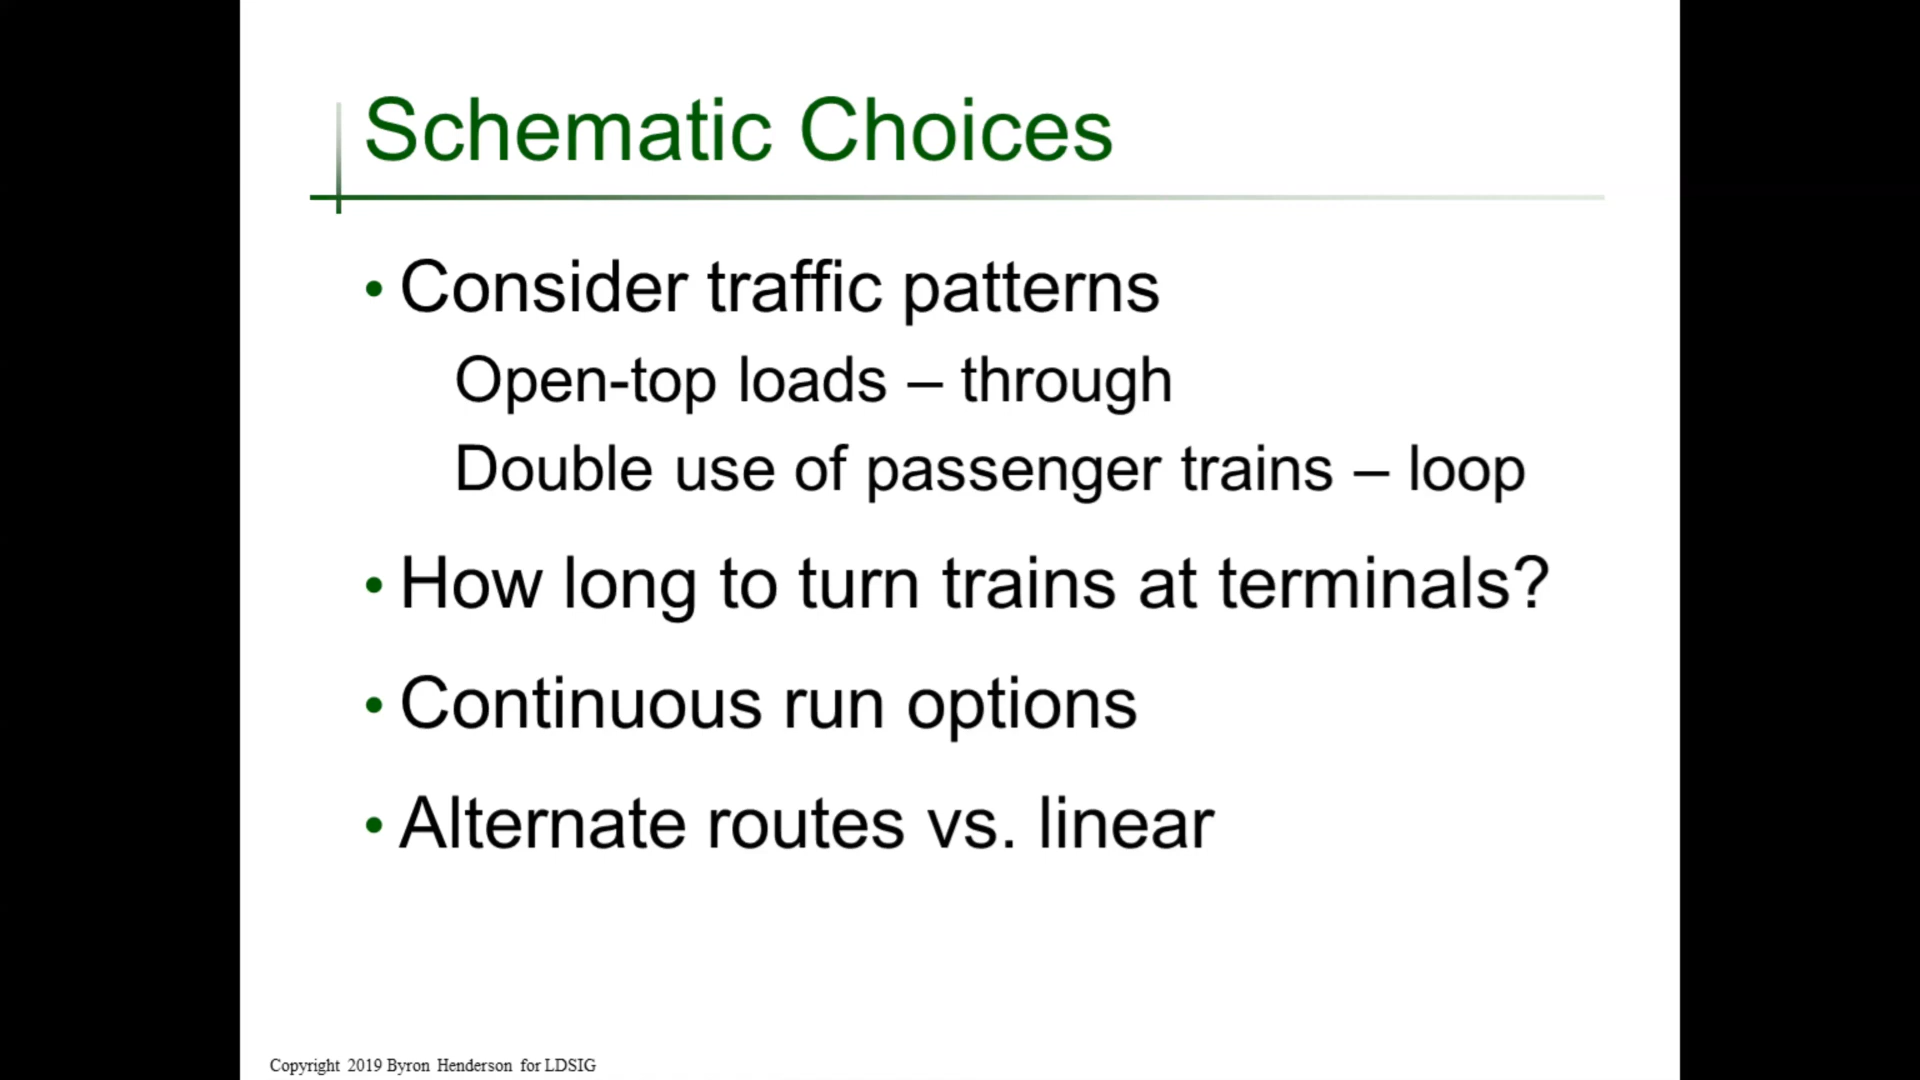 Schematic Choices
• Consider traffic patterns
Open-top loads – through
Double use of passenger trains – loop
• How long to turn trains at terminals?
• Continuous run options
• Alternate routes vs. linear
Copyright 2019 Byron Henderson for LDSIG